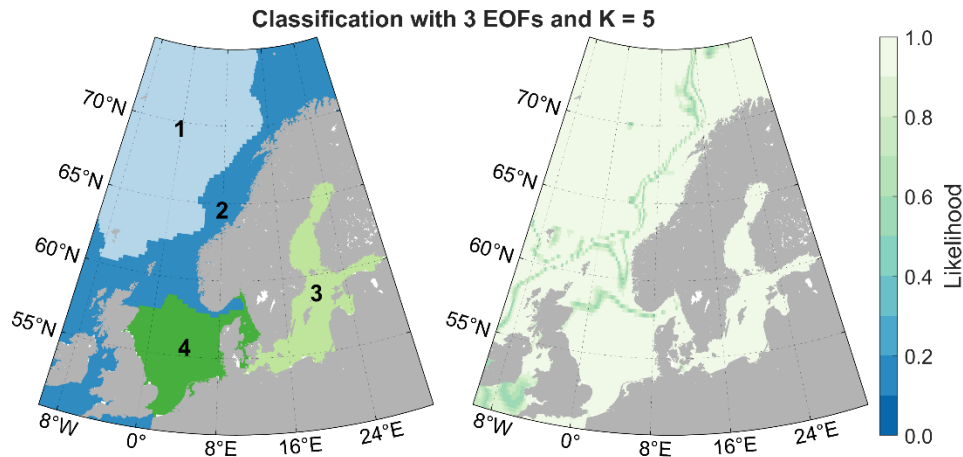 Classification with 3 EOFs and K = 5
70°N
65°N
60°N
55°N
8°W
0°
8°E
16°E
24°E
1
2
3
4
70°N
65°N
60°N
55°N
8°W
0°
8°E
16°E
24°E
1.0
0.8
0.6
0.4
0.2
0.0
Likelihood